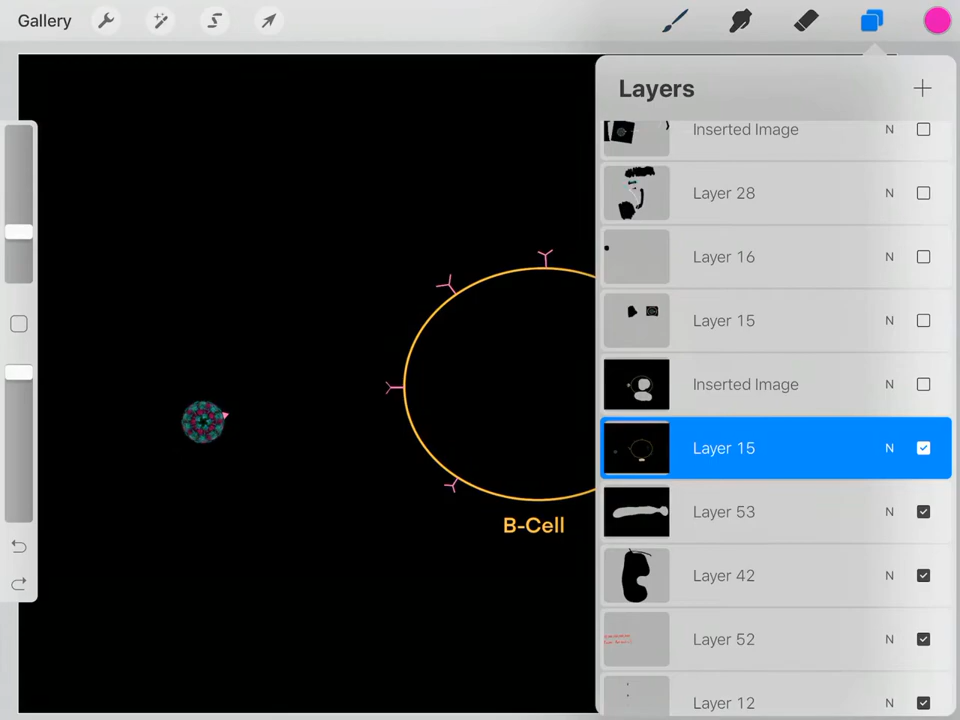 Gallery
Layers
Inserted Image N
Layer 28 N
Layer 16 N
Layer 15 N
Inserted Image N
Layer 15 N
Layer 53 N
Layer 42 N
Layer 52 N
Layer 12 N
B-Cell